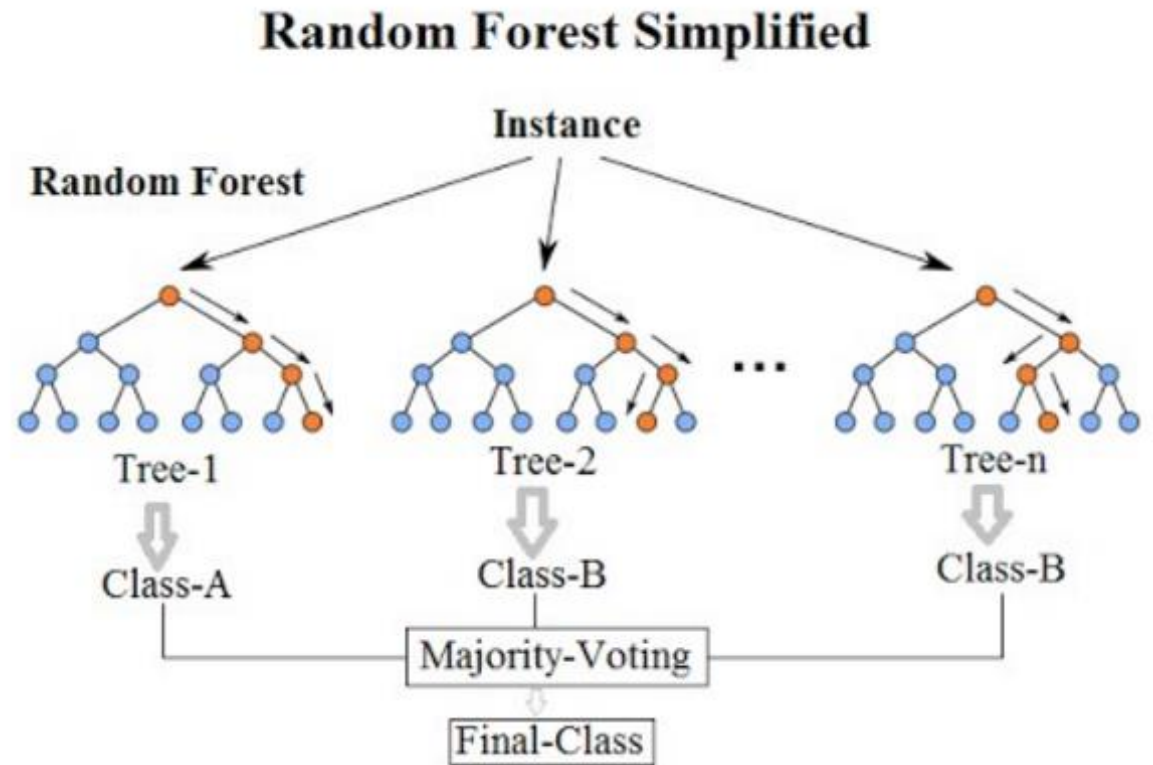 Random Forest Simplified
Instance
Random Forest
...
Tree-1
Tree-2
Tree-n
Class-A
Class-B
Class-B
Majority-Voting
Final-Class